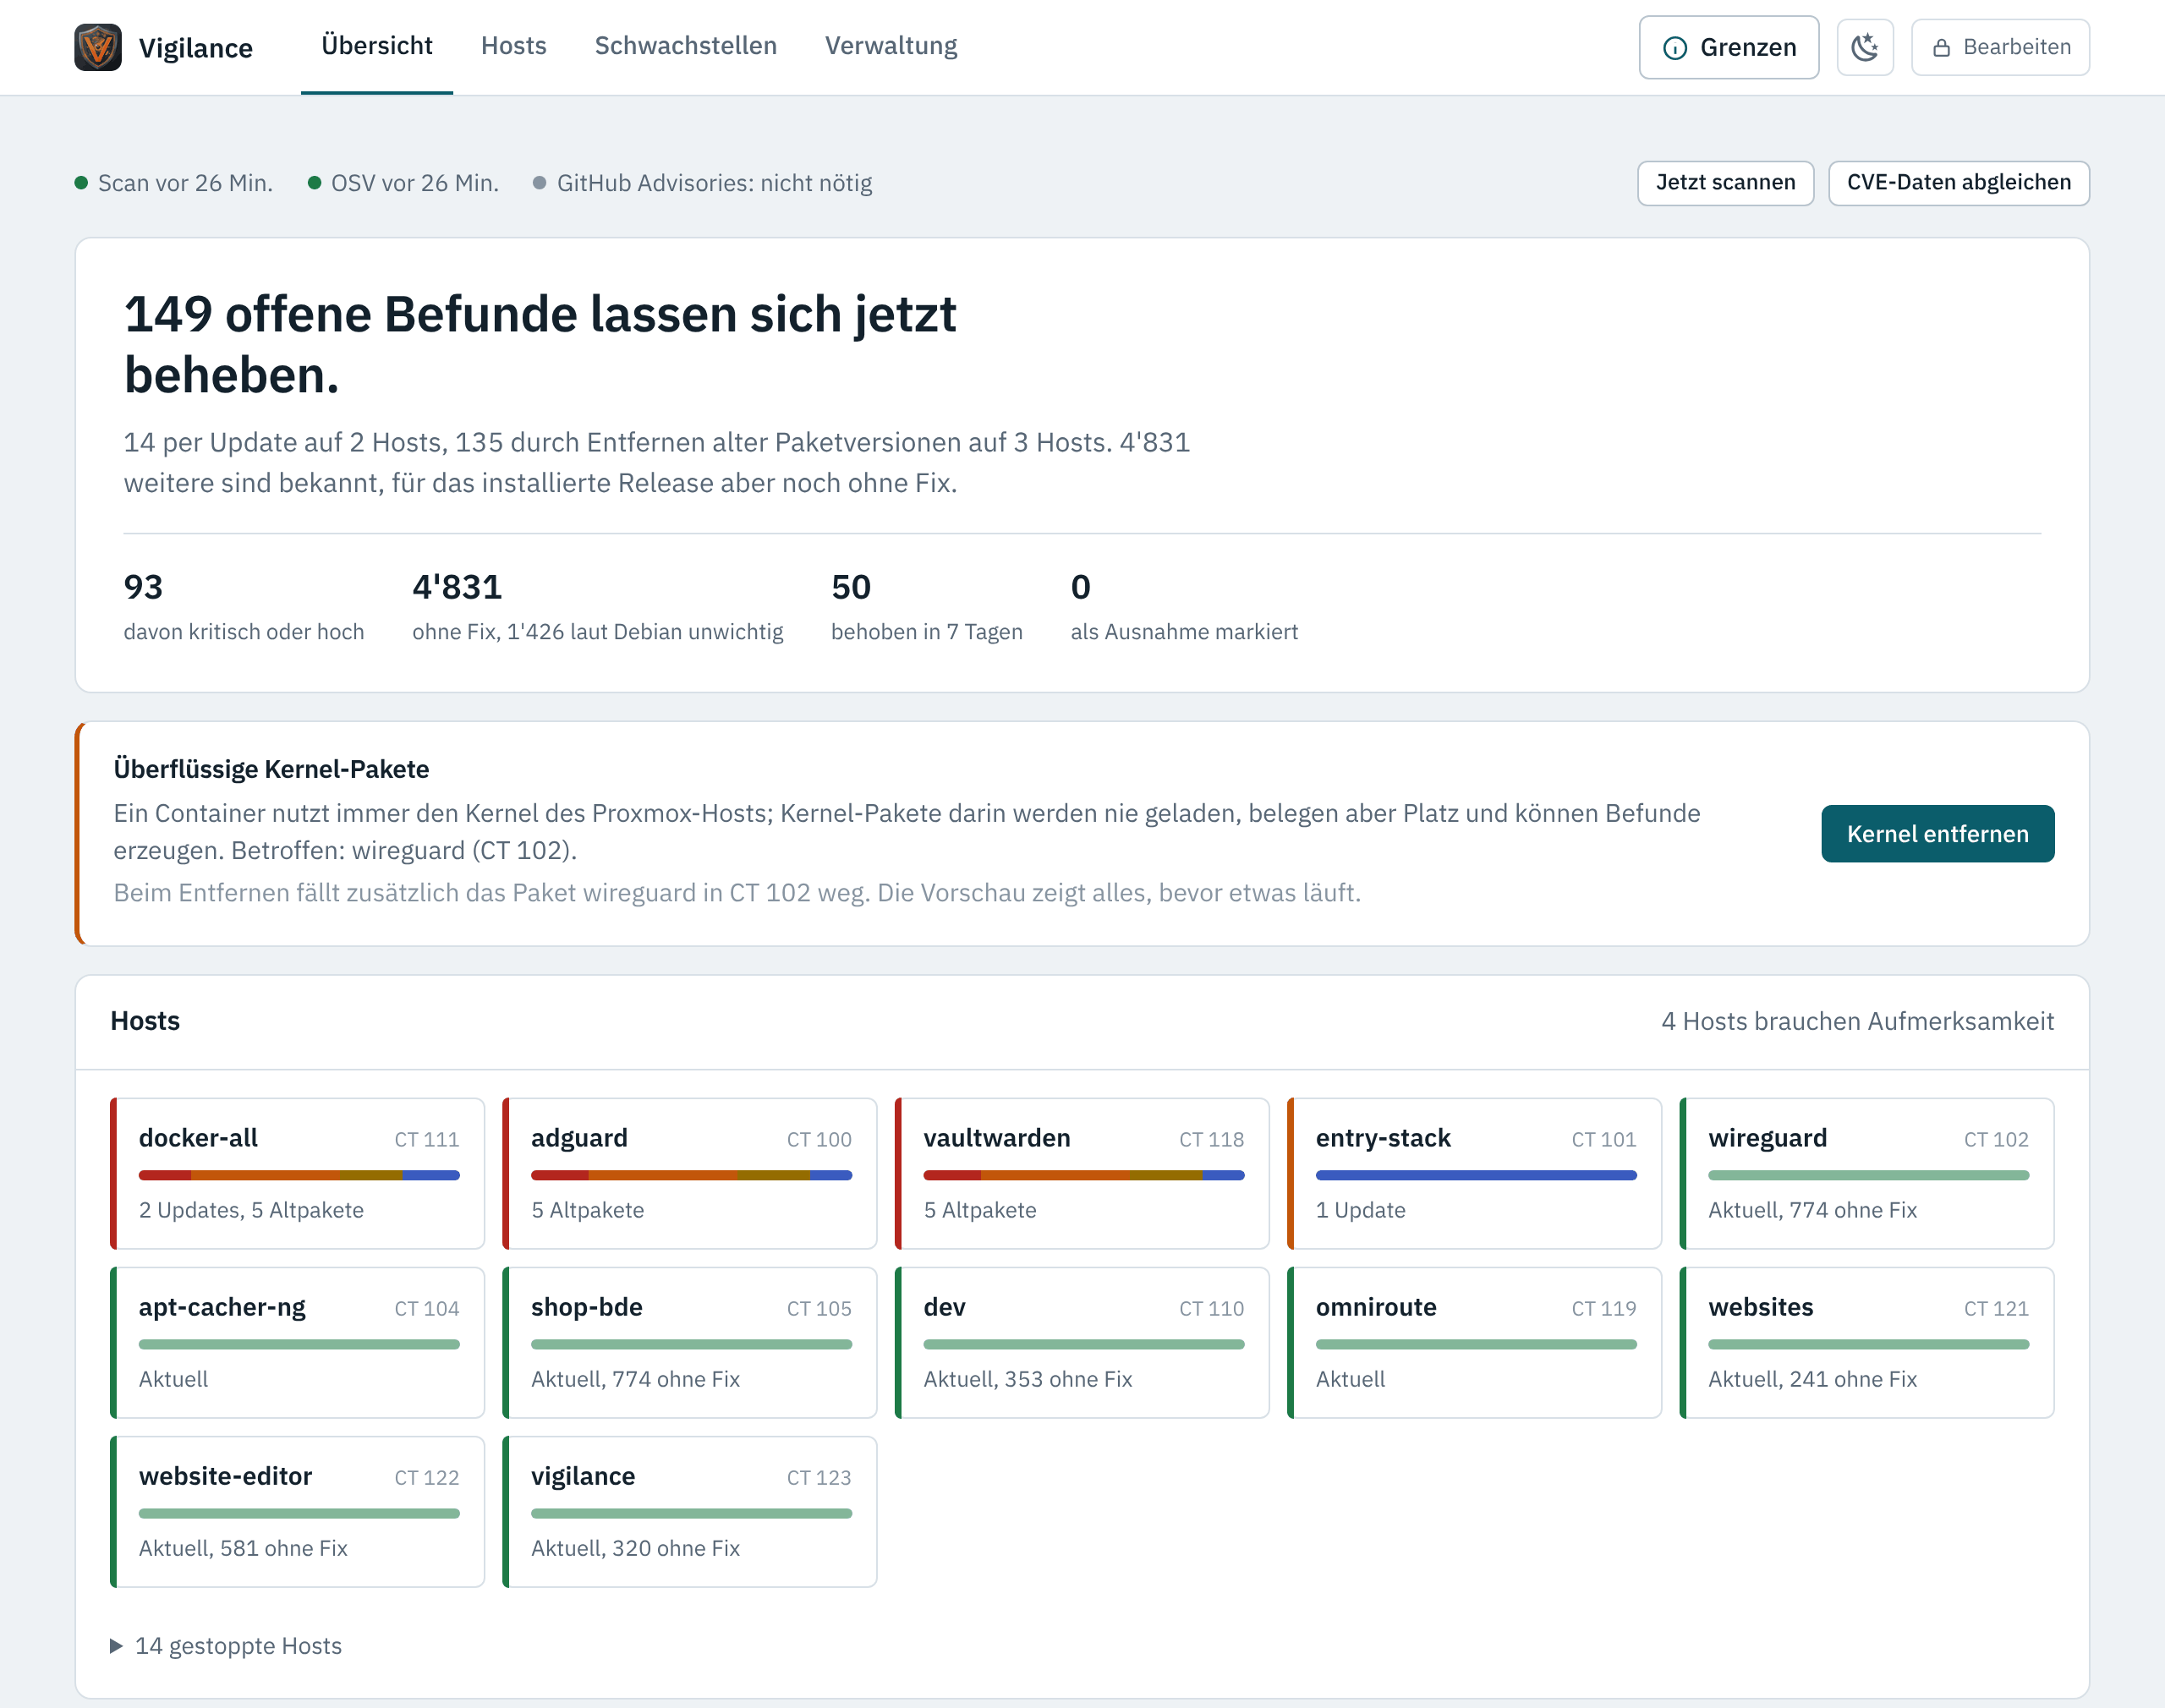 Vigilance
Übersicht
Hosts
Schwachstellen
Verwaltung
Grenzen
Bearbeiten
Scan vor 26 Min.
OSV vor 26 Min.
GitHub Advisories: nicht nötig
Jetzt scannen
CVE-Daten abgleichen
149 offene Befunde lassen sich jetzt
beheben.
14 per Update auf 2 Hosts, 135 durch Entfernen alter Paketversionen auf 3 Hosts. 4'831
weitere sind bekannt, für das installierte Release aber noch ohne Fix.
93
davon kritisch oder hoch
4'831
ohne Fix, 1'426 laut Debian unwichtig
50
behoben in 7 Tagen
0
als Ausnahme markiert
Überflüssige Kernel-Pakete
Ein Container nutzt immer den Kernel des Proxmox-Hosts; Kernel-Pakete darin werden nie geladen, belegen aber Platz und können Befunde
erzeugen. Betroffen: wireguard (CT 102).
Beim Entfernen fällt zusätzlich das Paket wireguard in CT 102 weg. Die Vorschau zeigt alles, bevor etwas läuft.
Kernel entfernen
Hosts
4 Hosts brauchen Aufmerksamkeit
docker-all CT 111
2 Updates, 5 Altpakete
adguard CT 100
5 Altpakete
vaultwarden CT 118
5 Altpakete
entry-stack CT 101
1 Update
wireguard CT 102
Aktuell, 774 ohne Fix
apt-cacher-ng CT 104
Aktuell
shop-bde CT 105
Aktuell, 774 ohne Fix
dev CT 110
Aktuell, 353 ohne Fix
omniroute CT 119
Aktuell
websites CT 121
Aktuell, 241 ohne Fix
website-editor CT 122
Aktuell, 581 ohne Fix
vigilance CT 123
Aktuell, 320 ohne Fix
14 gestoppte Hosts